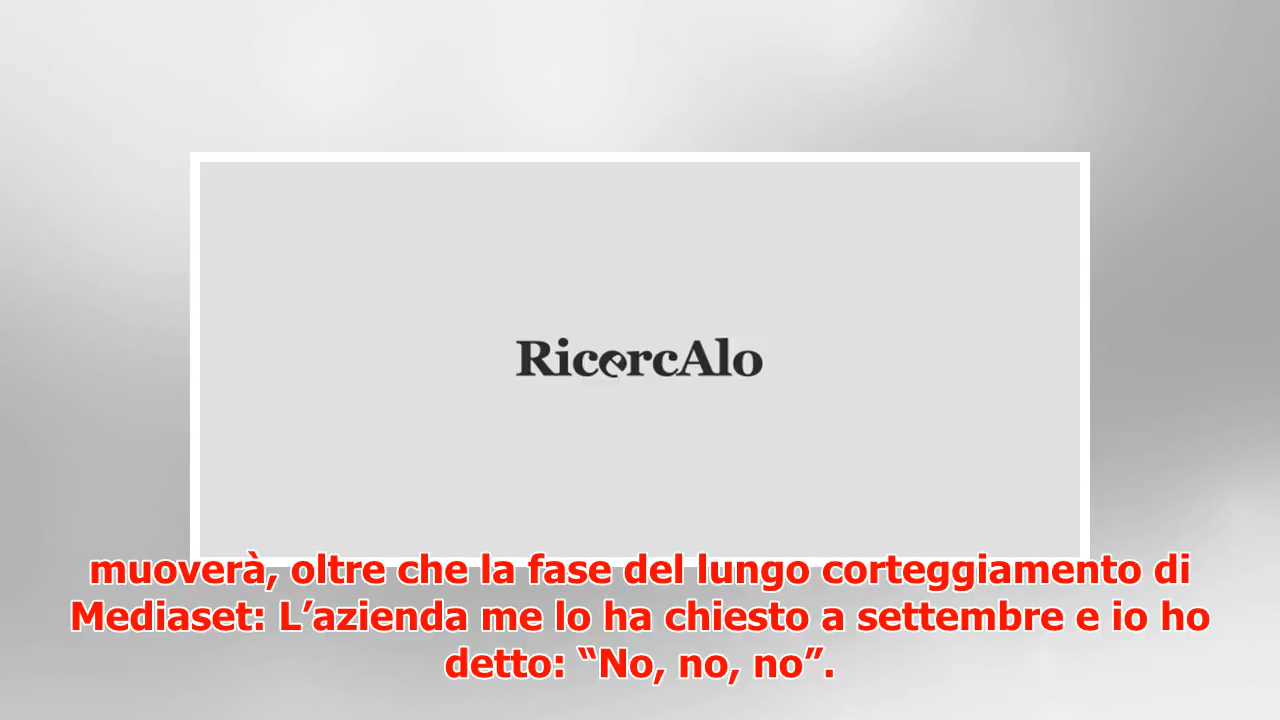 RicercAlo
muoverà, oltre che la fase del lungo corteggiamento di
Mediaset: L’azienda me lo ha chiesto a settembre e io ho
detto: “No, no, no”.